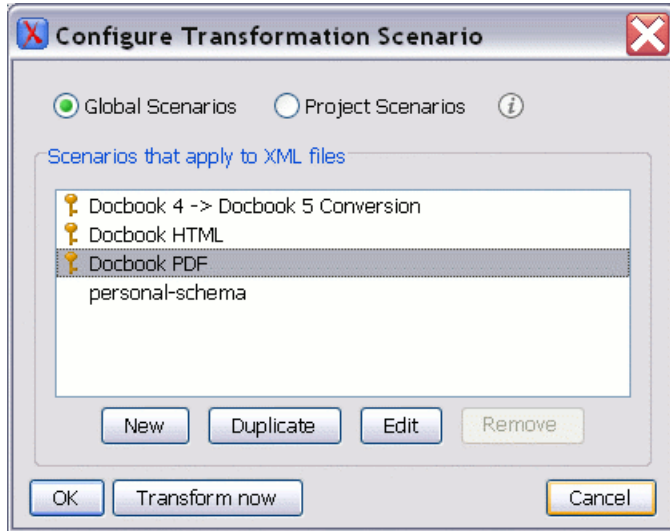 Configure Transformation Scenario
Global Scenarios Project Scenarios i
Scenarios that apply to XML files
Docbook 4 -> Docbook 5 Conversion
Docbook HTML
Docbook PDF
personal-schema
New Duplicate Edit Remove
OK Transform now Cancel